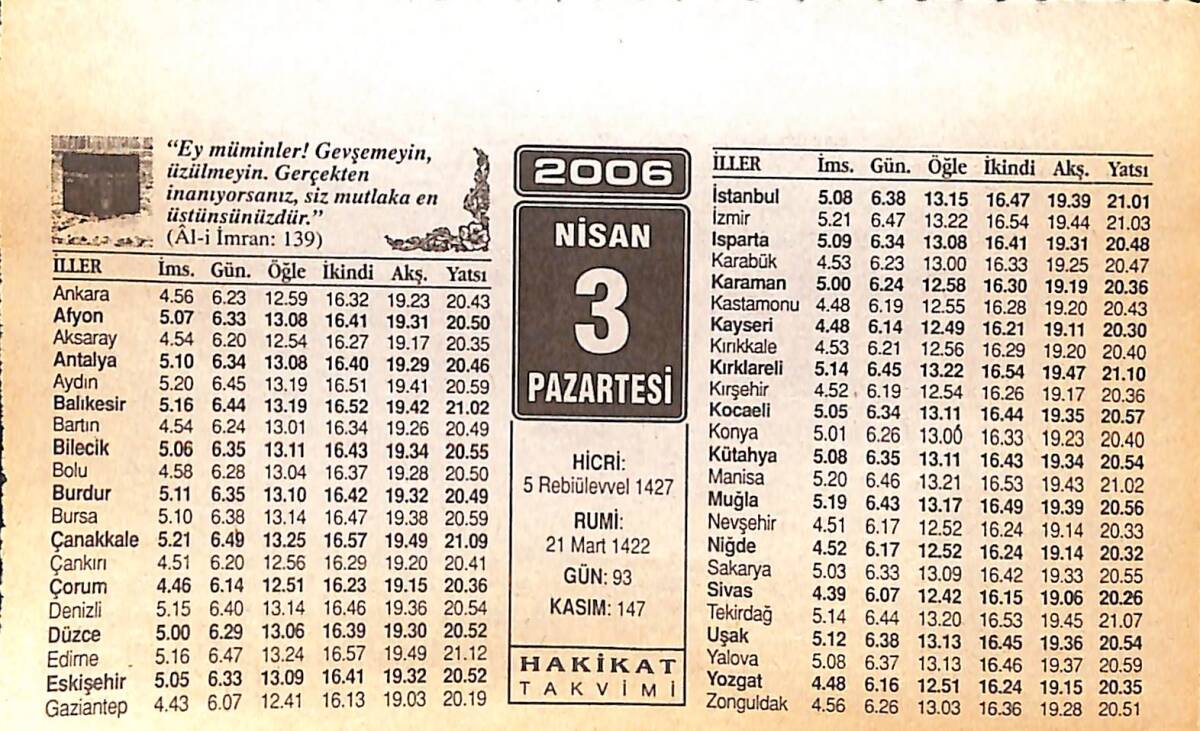 “Ey müminler! Gevşemeyin,
üzülmeyin. Gerçekten
inanıyorsanız, siz mutlaka en
üstünsünüzdür.”
(Âl-i İmran: 139)
İLLER İms. Gün. Öğle İkindi Akş. Yatsı
Ankara 4.56 6.23 12.59 16.32 19.23 20.43
Afyon 5.07 6.33 13.08 16.41 19.31 20.50
Aksaray 4.54 6.20 12.54 16.27 19.17 20.35
Antalya 5.10 6.34 13.08 16.40 19.29 20.46
Aydın 5.20 6.45 13.19 16.51 19.41 20.59
Balıkesir 5.16 6.44 13.19 16.52 19.42 21.02
Bartın 4.54 6.24 13.01 16.34 19.26 20.49
Bilecik 5.06 6.35 13.11 16.43 19.34 20.55
Bolu 4.58 6.28 13.04 16.37 19.28 20.50
Burdur 5.11 6.35 13.10 16.42 19.32 20.49
Bursa 5.10 6.38 13.14 16.47 19.38 20.59
Çanakkale 5.21 6.49 13.25 16.57 19.49 21.09
Çankırı 4.51 6.20 12.56 16.29 19.20 20.41
Çorum 4.46 6.14 12.51 16.23 19.15 20.36
Denizli 5.15 6.40 13.14 16.46 19.36 20.54
Düzce 5.00 6.29 13.06 16.39 19.30 20.52
Edirne 5.16 6.47 13.24 16.57 19.49 21.12
Eskişehir 5.05 6.33 13.09 16.41 19.32 20.52
Gaziantep 4.43 6.07 12.41 16.13 19.03 20.19
2006
NİSAN
3
PAZARTESİ
HİCRİ:
5 Rebiülevvel 1427
RUMİ:
21 Mart 1422
GÜN: 93
KASIM: 147
HAKİKAT
TAKVİMİ
İLLER İms. Gün. Öğle İkindi Akş. Yatsı
İstanbul 5.08 6.38 13.15 16.47 19.39 21.01
İzmir 5.21 6.47 13.22 16.54 19.44 21.03
Isparta 5.09 6.34 13.08 16.41 19.31 20.48
Karabük 4.53 6.23 13.00 16.33 19.25 20.47
Karaman 5.00 6.24 12.58 16.30 19.19 20.36
Kastamonu 4.48 6.19 12.55 16.28 19.20 20.43
Kayseri 4.48 6.14 12.49 16.21 19.11 20.30
Kırıkkale 4.53 6.21 12.56 16.29 19.20 20.40
Kırklareli 5.14 6.45 13.22 16.54 19.47 21.10
Kırşehir 4.52 6.19 12.54 16.26 19.17 20.36
Kocaeli 5.05 6.34 13.11 16.44 19.35 20.57
Konya 5.01 6.26 13.00 16.33 19.23 20.40
Kütahya 5.08 6.35 13.11 16.43 19.34 20.54
Manisa 5.20 6.46 13.21 16.53 19.43 21.02
Muğla 5.19 6.43 13.17 16.49 19.39 20.56
Nevşehir 4.51 6.17 12.52 16.24 19.14 20.33
Niğde 4.52 6.17 12.52 16.24 19.14 20.32
Sakarya 5.03 6.33 13.09 16.42 19.33 20.55
Sivas 4.39 6.07 12.42 16.15 19.06 20.26
Tekirdağ 5.14 6.44 13.20 16.53 19.45 21.07
Uşak 5.12 6.38 13.13 16.45 19.36 20.54
Yalova 5.08 6.37 13.13 16.46 19.37 20.59
Yozgat 4.48 6.16 12.51 16.24 19.15 20.35
Zonguldak 4.56 6.26 13.03 16.36 19.28 20.51